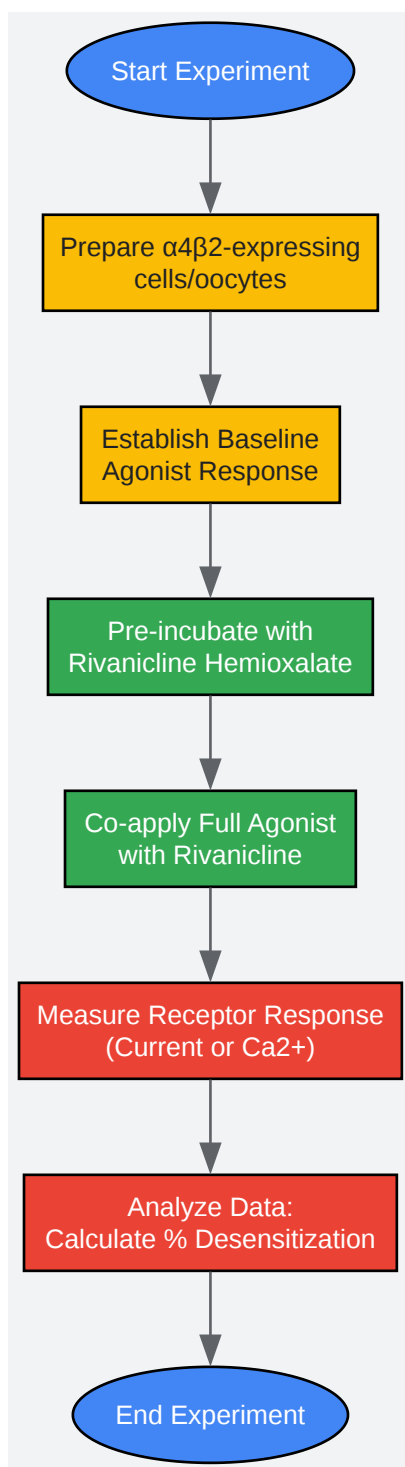 Start Experiment
Prepare α4β2-expressing
cells/oocytes
Establish Baseline
Agonist Response
Pre-incubate with
Rivanicline Hemioxalate
Co-apply Full Agonist
with Rivanicline
Measure Receptor Response
(Current or Ca2+)
Analyze Data:
Calculate % Desensitization
End Experiment